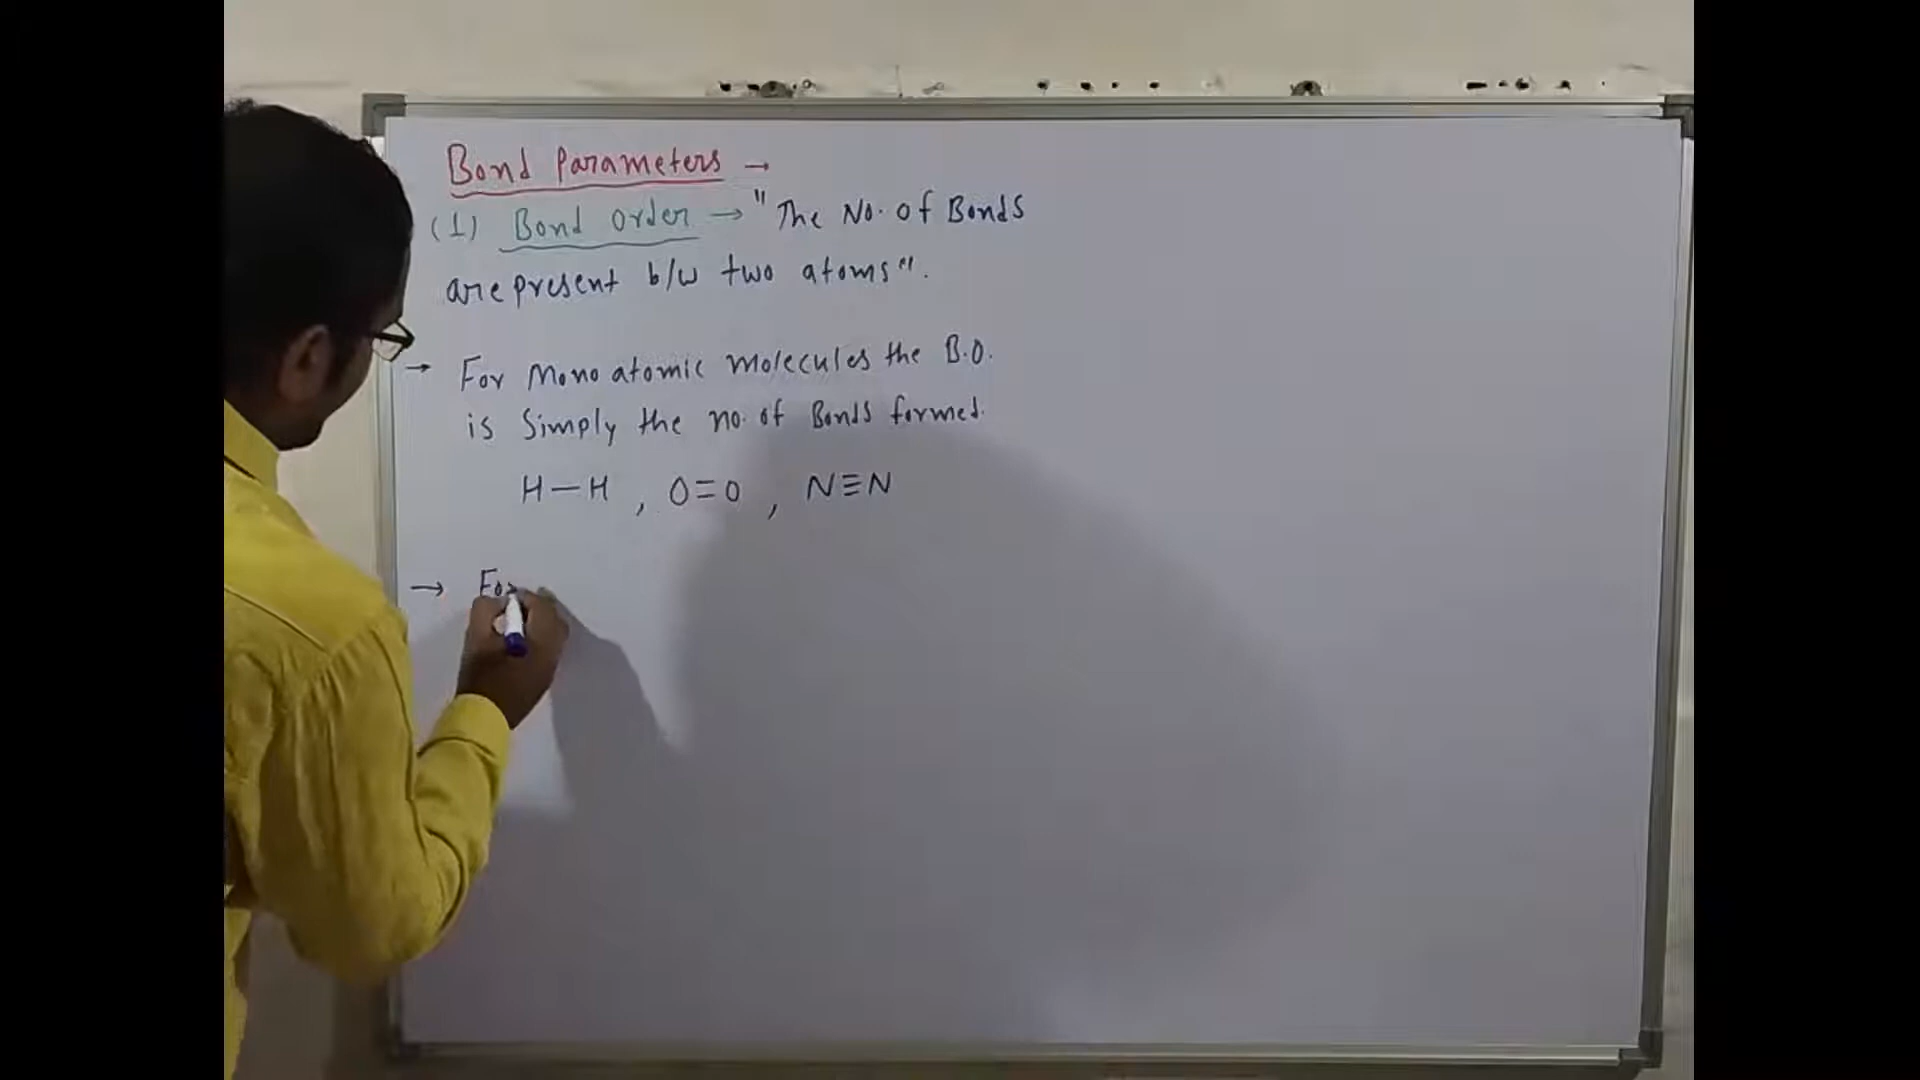 Bond Parameters →
(1) Bond Order → "The No. of Bonds
are present b/w two atoms".
→ For Mono atomic molecules the B.O.
is Simply the no. of Bonds formed.
H—H , O=O , N≡N
→ For